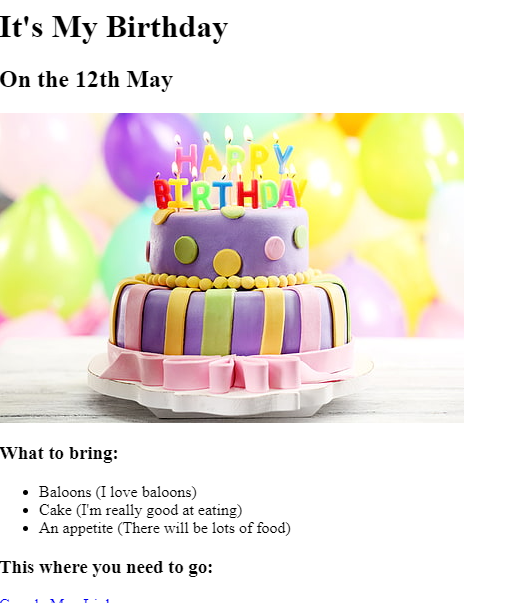 It's My Birthday
On the 12th May
HAPPY
BIRTHDAY
What to bring:
Baloons (I love baloons)
Cake (I'm really good at eating)
An appetite (There will be lots of food)
This where you need to go: